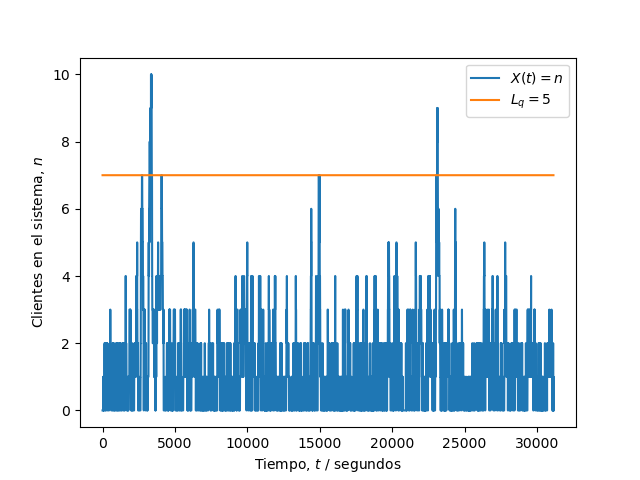 X(t) = n
L_q = 5
10
8
6
4
2
0
Clientes en el sistema, n
0 5000 10000 15000 20000 25000 30000
Tiempo, t / segundos